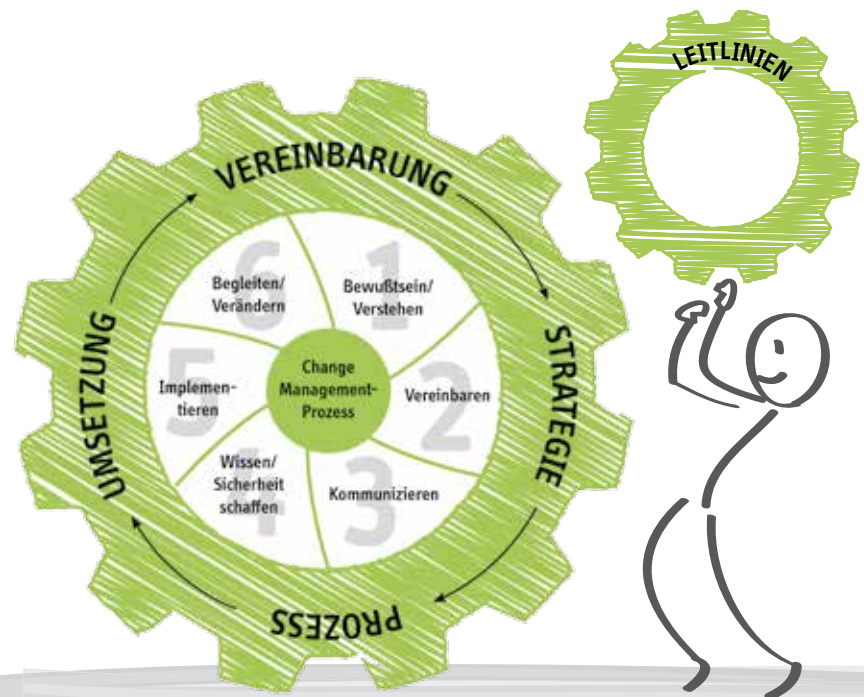 LEITLINIEN
VEREINBARUNG
STRATEGIE
PROZESS
UMSETZUNG
1
Bewußtsein/
Verstehen
2
Vereinbaren
3
Kommunizieren
4
Wissen/
Sicherheit
schaffen
5
Implemen-
tieren
6
Begleiten/
Verändern
Change
Management-
Prozess